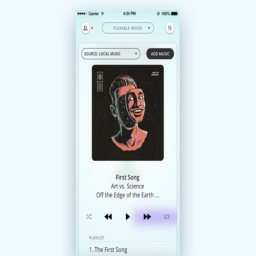 Carrier
4:34 PM
100%
FLEXIBLE MODE
S
SOURCE: LOCAL MUSIC
ADD MUSIC
First Song
Art vs. Science
Off the Edge of the Earth ...
PLAYLIST
1. The First Song